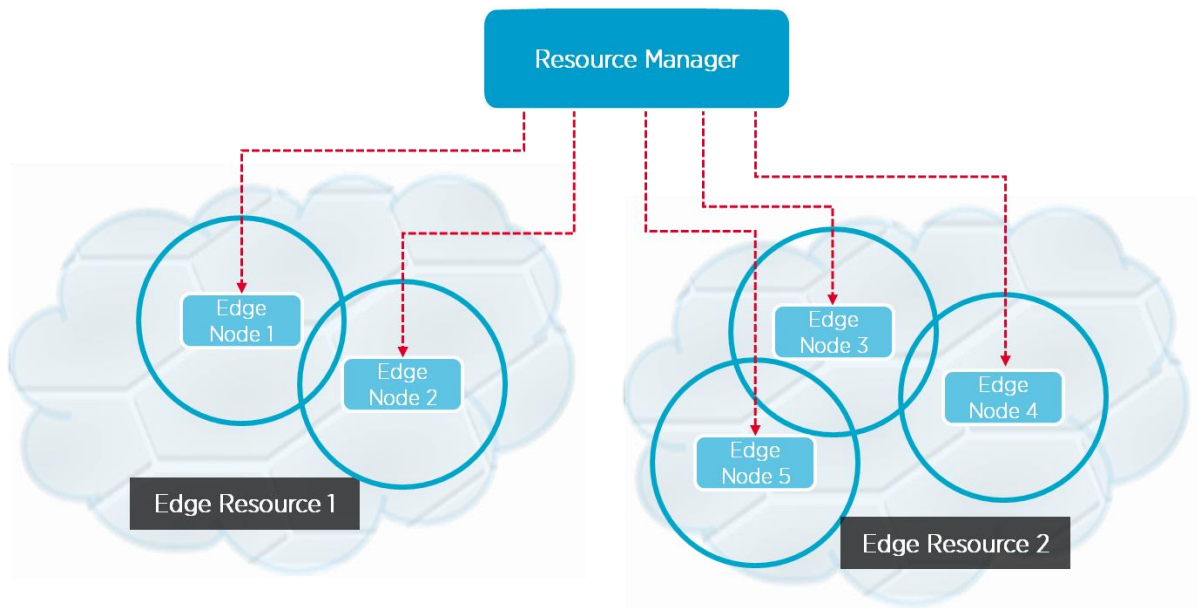 Resource Manager
Edge
Node 1
Edge
Node 2
Edge
Node 3
Edge
Node 4
Edge
Node 5
Edge Resource 1
Edge Resource 2